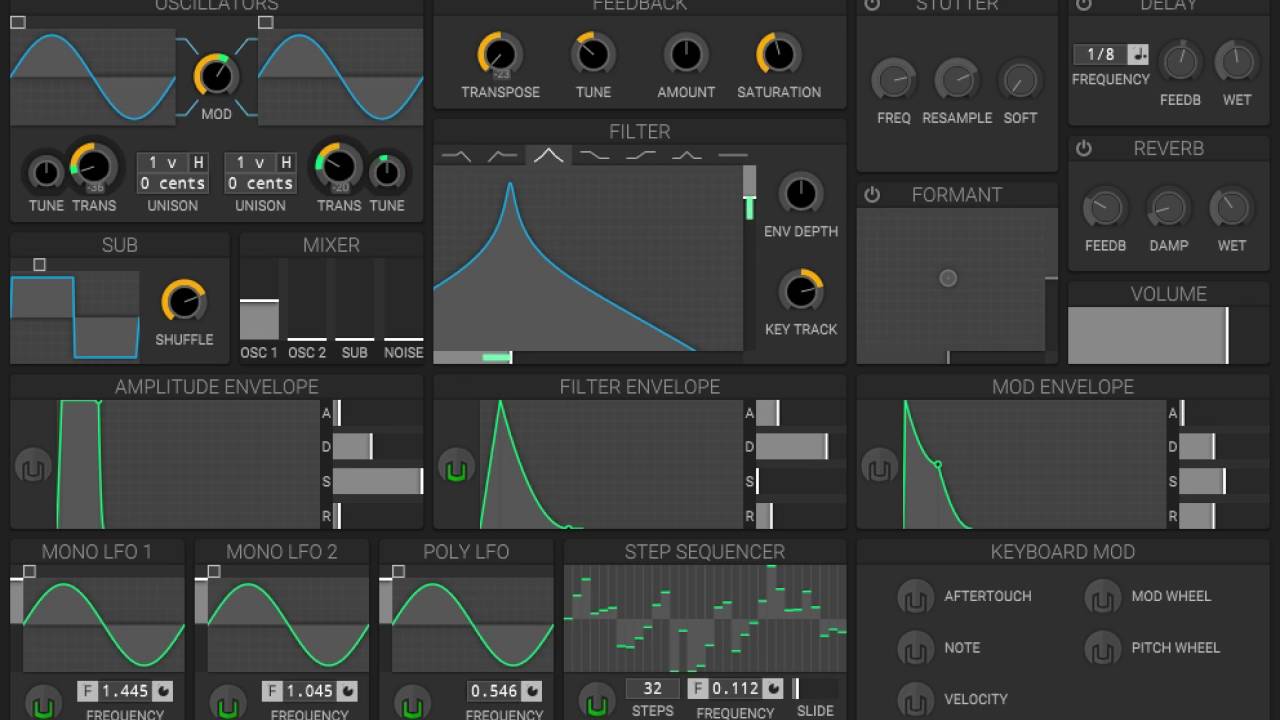 OSCILLATORS
MOD
TUNE
-36
TRANS
1 v H
0 cents
UNISON
1 v H
0 cents
UNISON
-20
TRANS
TUNE
SUB
SHUFFLE
MIXER
OSC 1
OSC 2
SUB
NOISE
FEEDBACK
-23
TRANSPOSE
TUNE
AMOUNT
SATURATION
FILTER
ENV DEPTH
KEY TRACK
STUTTER
FREQ
RESAMPLE
SOFT
FORMANT
DELAY
1/8
FREQUENCY
FEEDB
WET
REVERB
FEEDB
DAMP
WET
VOLUME
AMPLITUDE ENVELOPE
A
D
S
R
FILTER ENVELOPE
A
D
S
R
MOD ENVELOPE
A
D
S
R
MONO LFO 1
F 1.445
FREQUENCY
MONO LFO 2
F 1.045
FREQUENCY
POLY LFO
0.546
FREQUENCY
STEP SEQUENCER
32
STEPS
F 0.112
FREQUENCY
SLIDE
KEYBOARD MOD
AFTERTOUCH
MOD WHEEL
NOTE
PITCH WHEEL
VELOCITY